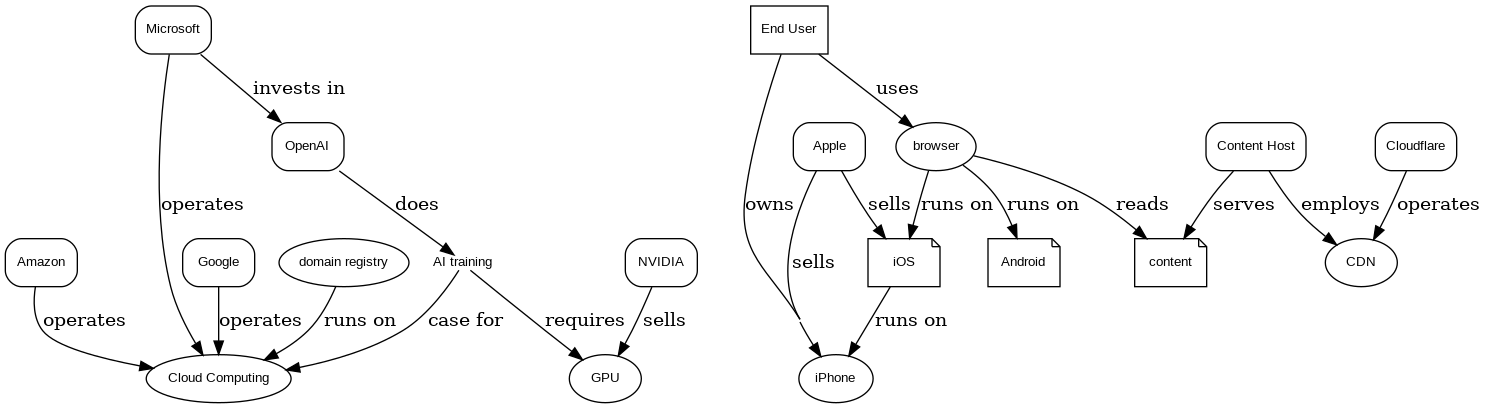 Microsoft
End User
invests in
uses
OpenAI
Apple
browser
Content Host
Cloudflare
operates
does
owns
sells
runs on
runs on
reads
serves
employs
operates
Amazon
Google
domain registry
AI training
NVIDIA
sells
iOS
Android
content
CDN
operates
operates
runs on
case for
requires
sells
runs on
Cloud Computing
GPU
iPhone